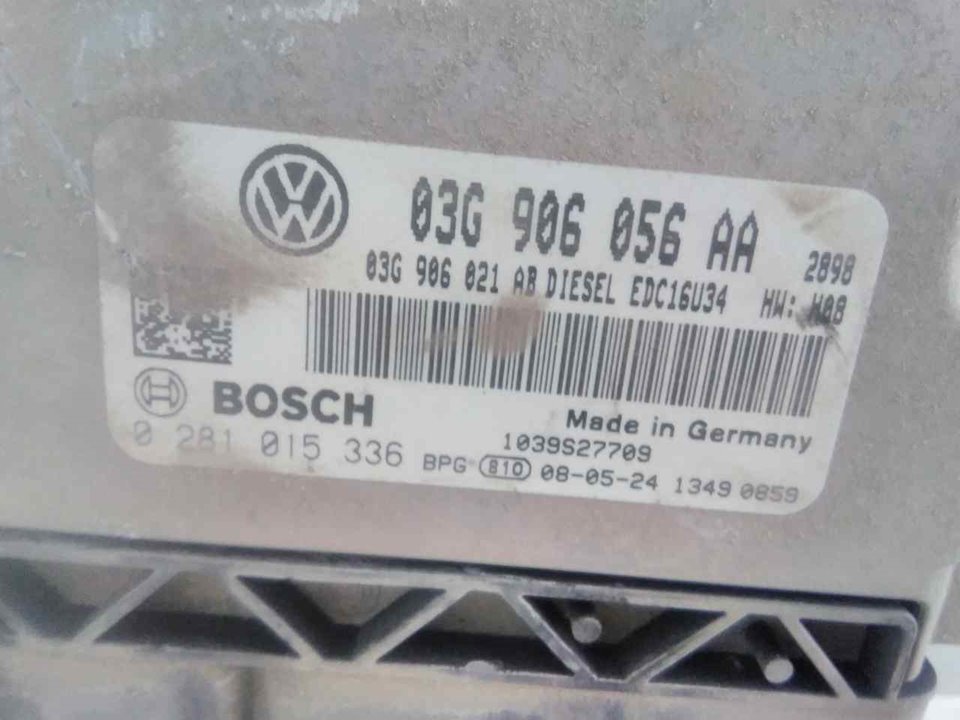 03G 906 056 AA 2898
03G 906 021 AB DIESEL EDC16U34 HW: H08
BOSCH
Made in Germany
0 281 015 336 1039S27709
BPG 810 08-05-24 1349 0859